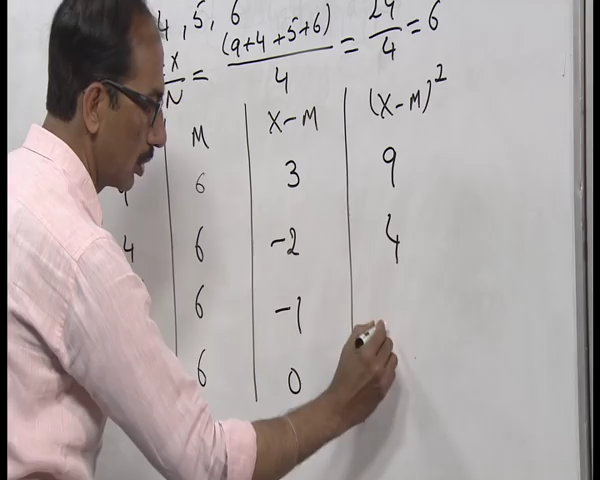 4, 5, 6
x/N = (9+4+5+6)/4 = 24/4 = 6
M X-M (X-M)²
6 3 9
4 6 -2 4
6 -1
6 0